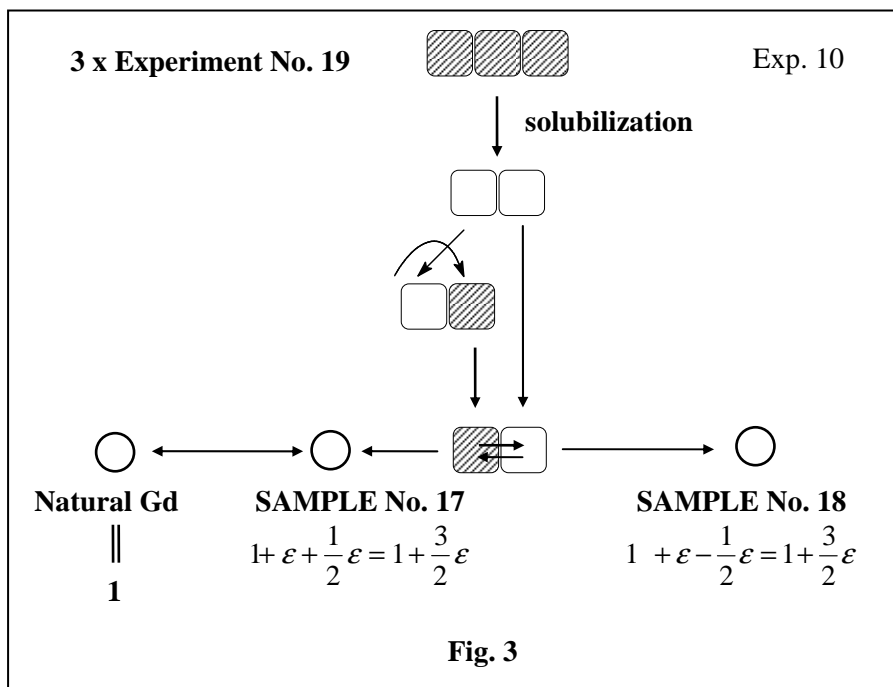 3 x Experiment No. 19 Exp. 10
solubilization
Natural Gd SAMPLE No. 17 SAMPLE No. 18
|| 1+ ε + 1/2 ε = 1 + 3/2 ε 1 + ε − 1/2 ε = 1 + 3/2 ε
1
Fig. 3